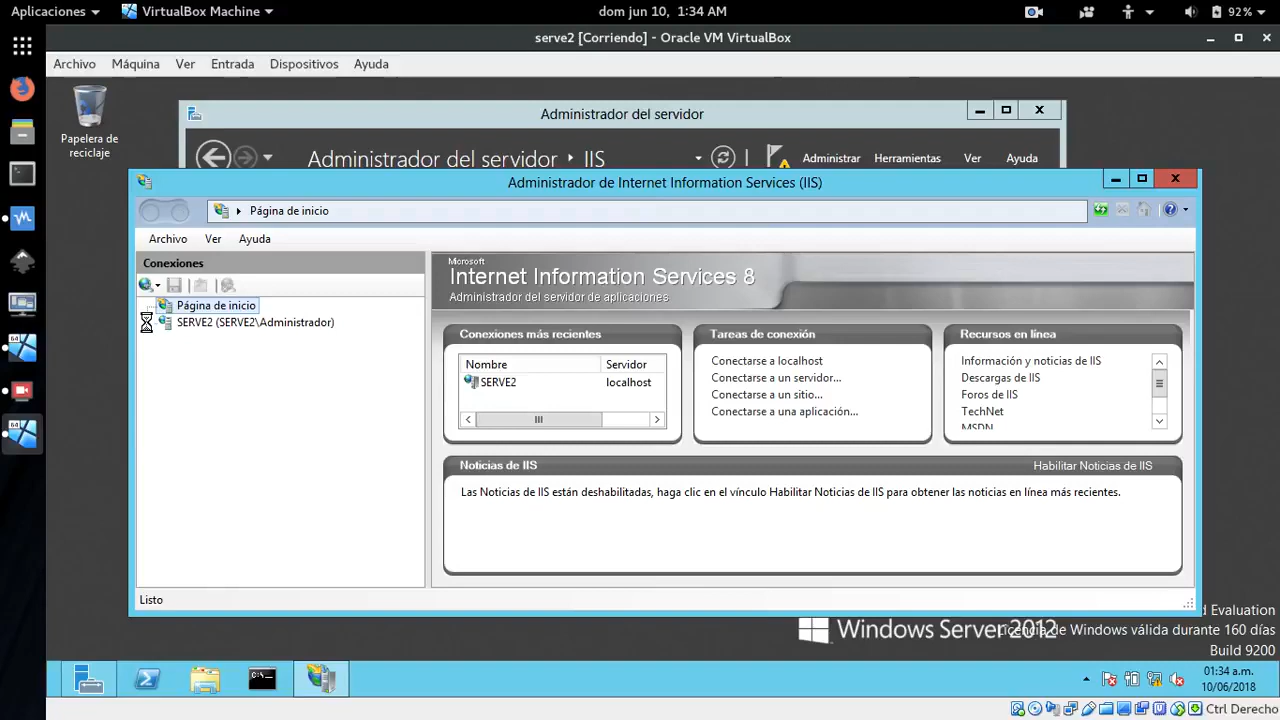 Aplicaciones
VirtualBox Machine
dom jun 10, 1:34 AM
92%
serve2 [Corriendo] - Oracle VM VirtualBox
Archivo Máquina Ver Entrada Dispositivos Ayuda
Papelera de reciclaje
Administrador del servidor
Administrador del servidor IIS
Administrar Herramientas Ver Ayuda
Administrador de Internet Information Services (IIS)
Página de inicio
Archivo Ver Ayuda
Conexiones
Página de inicio
SERVE2 (SERVE2\Administrador)
Microsoft
Internet Information Services 8
Administrador del servidor de aplicaciones
Conexiones más recientes
Nombre Servidor
SERVE2 localhost
Tareas de conexión
Conectarse a localhost
Conectarse a un servidor...
Conectarse a un sitio...
Conectarse a una aplicación...
Recursos en línea
Información y noticias de IIS
Descargas de IIS
Foros de IIS
TechNet
MSDN
Noticias de IIS Habilitar Noticias de IIS
Las Noticias de IIS están deshabilitadas, haga clic en el vínculo Habilitar Noticias de IIS para obtener las noticias en línea más recientes.
Listo
Evaluation
Windows Server 2012
Licencia de Windows válida durante 160 días
Build 9200
01:34 a.m.
10/06/2018
Ctrl Derecho